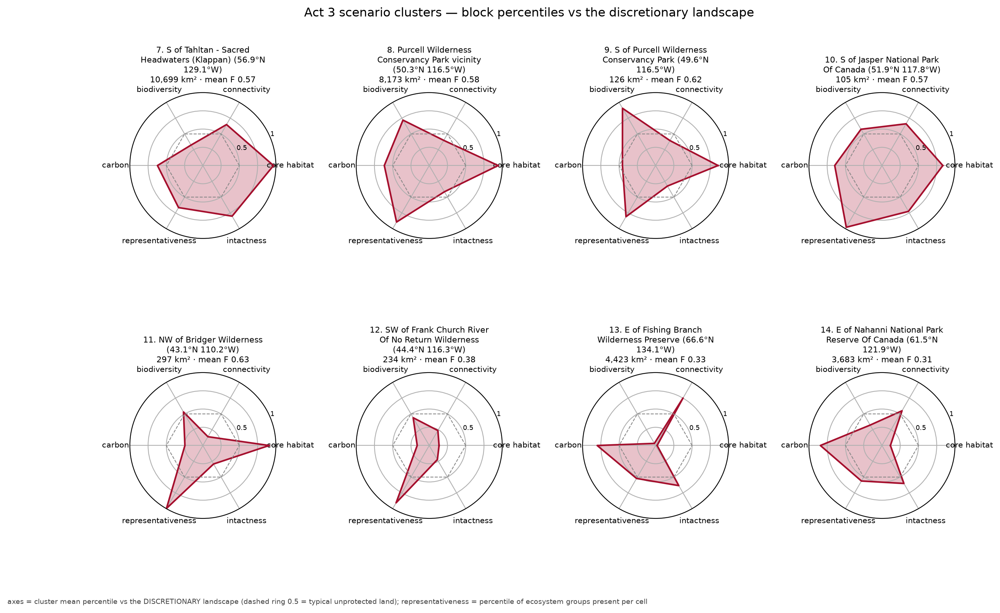 Act 3 scenario clusters — block percentiles vs the discretionary landscape
7. S of Tahltan - Sacred
Headwaters (Klappan) (56.9°N
129.1°W)
10,699 km² · mean F 0.57
biodiversity
connectivity
1
0.5
carbon
core habitat
representativeness
intactness
8. Purcell Wilderness
Conservancy Park vicinity
(50.3°N 116.5°W)
8,173 km² · mean F 0.58
biodiversity
connectivity
1
0.5
carbon
core habitat
representativeness
intactness
9. S of Purcell Wilderness
Conservancy Park (49.6°N
116.5°W)
126 km² · mean F 0.62
biodiversity
connectivity
1
0.5
carbon
core habitat
representativeness
intactness
10. S of Jasper National Park
Of Canada (51.9°N 117.8°W)
105 km² · mean F 0.57
biodiversity
connectivity
1
0.5
carbon
core habitat
representativeness
intactness
11. NW of Bridger Wilderness
(43.1°N 110.2°W)
297 km² · mean F 0.63
biodiversity
connectivity
1
0.5
carbon
core habitat
representativeness
intactness
12. SW of Frank Church River
Of No Return Wilderness
(44.4°N 116.3°W)
234 km² · mean F 0.38
biodiversity
connectivity
1
0.5
carbon
core habitat
representativeness
intactness
13. E of Fishing Branch
Wilderness Preserve (66.6°N
134.1°W)
4,423 km² · mean F 0.33
biodiversity
connectivity
1
0.5
carbon
core habitat
representativeness
intactness
14. E of Nahanni National Park
Reserve Of Canada (61.5°N
121.9°W)
3,683 km² · mean F 0.31
biodiversity
connectivity
1
0.5
carbon
core habitat
representativeness
intactness
axes = cluster mean percentile vs the DISCRETIONARY landscape (dashed ring 0.5 = typical unprotected land); representativeness = percentile of ecosystem groups present per cell